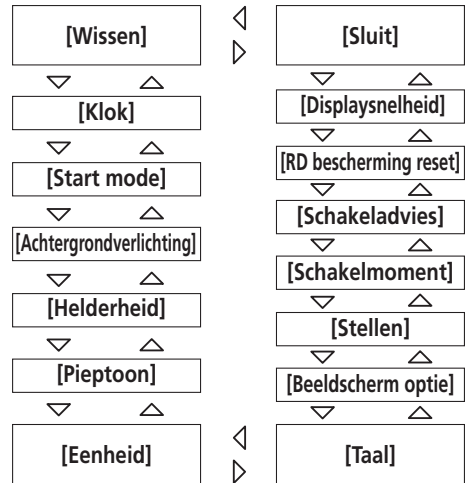 [Wissen]
[Klok]
[Start mode]
[Achtergrondverlichting]
[Helderheid]
[Pieptoon]
[Eenheid]
[Sluit]
[Displaysnelheid]
[RD bescherming reset]
[Schakeladvies]
[Schakelmoment]
[Stellen]
[Beeldscherm optie]
[Taal]